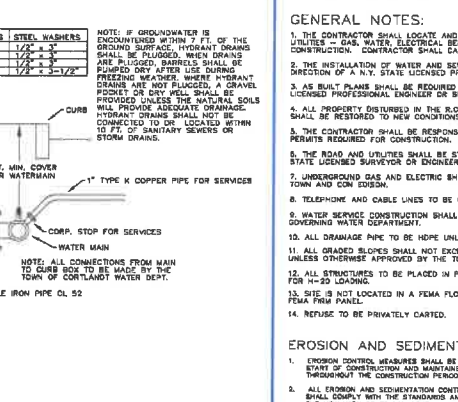 S STEEL WASHERS
1/2" x 3"
1/2" x 3"
1/2" x 3"
1/2" x 3-1/2"
NOTE: IF GROUNDWATER IS
ENCOUNTERED WITHIN 7 FT. OF THE
GROUND SURFACE, HYDRANT DRAINS
SHALL BE PLUGGED. WHEN DRAINS
ARE PLUGGED, BARRELS SHALL BE
PUMPED DRY AFTER USE DURING
FREEZING WEATHER. WHERE HYDRANT
DRAINS ARE NOT PLUGGED, A GRAVEL
POCKET OR DRY WELL SHALL BE
PROVIDED UNLESS THE NATURAL SOILS
WILL PROVIDE ADEQUATE DRAINAGE.
HYDRANT DRAINS SHALL NOT BE
CONNECTED TO OR LOCATED WITHIN
10 FT. OF SANITARY SEWERS OR
STORM DRAINS.
CURB
MIN. COVER
WATERMAIN
1" TYPE K COPPER PIPE FOR SERVICES
CORP. STOP FOR SERVICES
WATER MAIN
NOTE: ALL CONNECTIONS FROM MAIN
TO CURB BOX TO BE MADE BY THE
TOWN OF CORTLANDT WATER DEPT.
LE IRON PIPE CL 52
GENERAL NOTES:
1. THE CONTRACTOR SHALL LOCATE AND
UTILITIES - GAS, WATER, ELECTRICAL BE
CONSTRUCTION. CONTRACTOR SHALL CA
2. THE INSTALLATION OF WATER AND SE
DIRECTION OF A N.Y. STATE LICENSED PR
3. AS BUILT PLANS SHALL BE REQUIRED
LICENSED PROFESSIONAL ENGINEER OR S
4. ALL PROPERTY DISTURBED IN THE R.O.
SHALL BE RESTORED TO NEW CONDITIONS
5. THE CONTRACTOR SHALL BE RESPONS
PERMITS REQUIRED FOR CONSTRUCTION.
6. THE ROAD AND UTILITIES SHALL BE S
STATE LICENSED SURVEYOR OR ENGINEER
7. UNDERGROUND GAS AND ELECTRIC SH
TOWN AND CON EDISON.
8. TELEPHONE AND CABLE LINES TO BE
9. WATER SERVICE CONSTRUCTION SHALL
GOVERNING WATER DEPARTMENT.
10. ALL DRAINAGE PIPE TO BE HDPE UNL
11. ALL GRADED SLOPES SHALL NOT EXC
UNLESS OTHERWISE APPROVED BY THE TO
12. ALL STRUCTURES TO BE PLACED IN P
FOR H-20 LOADING.
13. SITE IS NOT LOCATED IN A FEMA FLO
FEMA FIRM PANEL.
14. REFUSE TO BE PRIVATELY CARTED.
EROSION AND SEDIMENT
1. EROSION CONTROL MEASURES SHALL BE
START OF CONSTRUCTION AND MAINTAINE
THROUGHOUT THE CONSTRUCTION PERIOD
2. ALL EROSION AND SEDIMENTATION CONT
SHALL COMPLY WITH THE STANDARDS AN